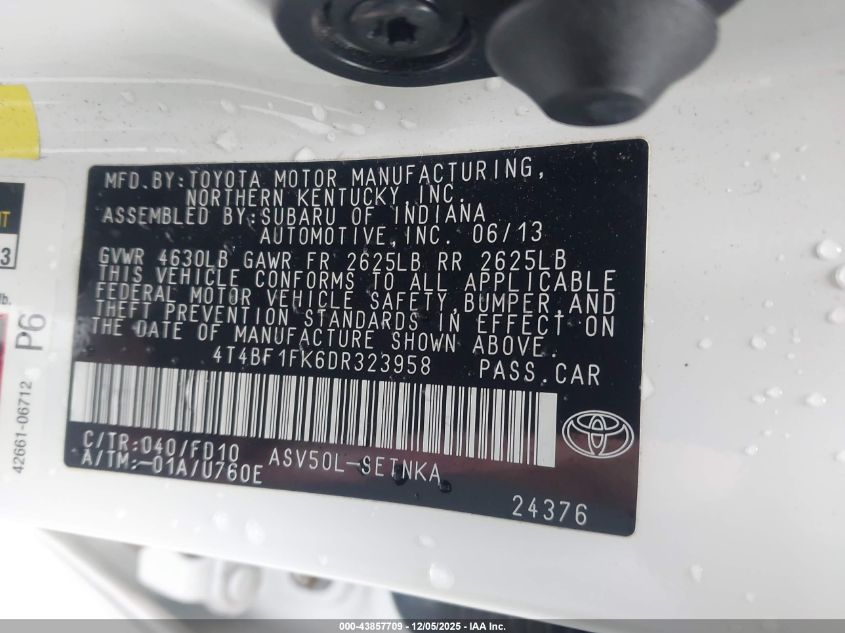 MFD.BY:TOYOTA MOTOR MANUFACTURING,
NORTHERN KENTUCKY,INC.
ASSEMBLED BY:SUBARU OF INDIANA
AUTOMOTIVE,INC. 06/13
GVWR 4630LB GAWR FR 2625LB RR 2625LB
THIS VEHICLE CONFORMS TO ALL APPLICABLE
FEDERAL MOTOR VEHICLE SAFETY,BUMPER,AND
THEFT PREVENTION STANDARDS IN EFFECT ON
THE DATE OF MANUFACTURE SHOWN ABOVE.
4T4BF1FK6DR323958 PASS.CAR
C/TR:040/FD10
A/TM:-01A/U760E ASV50L-SETNKA
24376
P6
42661-06712
000-43857709 - 12/05/2025 - IAA Inc.